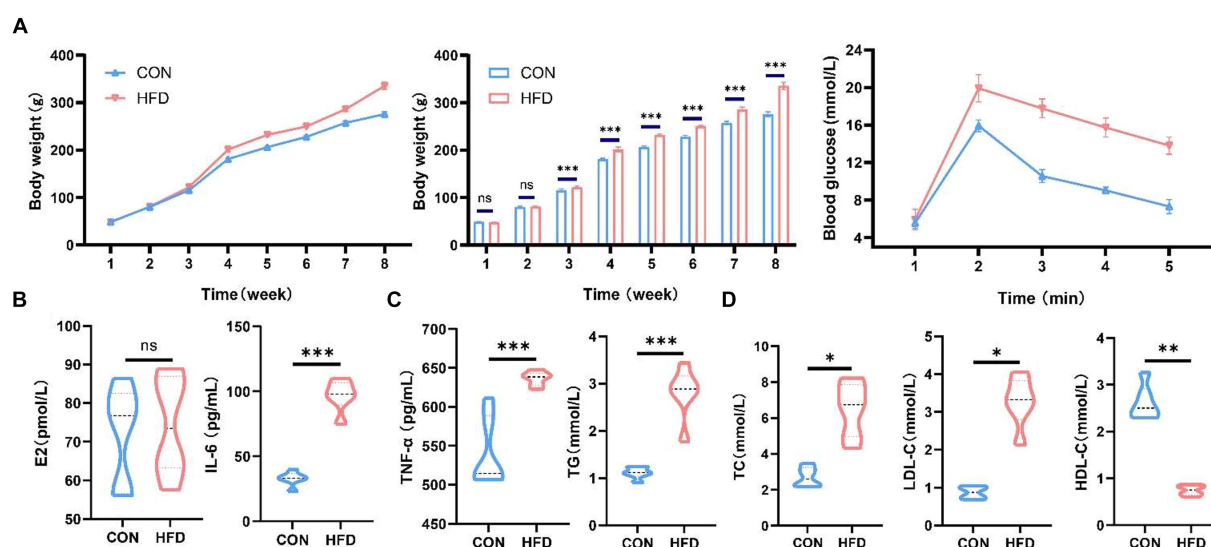 A
400
300
200
100
0
Body weight (g)
CON
HFD
1 2 3 4 5 6 7 8
Time (week)
400
300
200
100
0
Body weight (g)
CON
HFD
ns
ns
***
***
***
***
***
***
1 2 3 4 5 6 7 8
Time (week)
24
20
16
12
8
4
Blood glucose (mmol/L)
1 2 3 4 5
Time (min)
B
100
90
80
70
60
50
E2 (pmol/L)
ns
CON HFD
150
100
50
0
IL-6 (pg/mL)
***
CON HFD
C
700
650
600
550
500
450
TNF-α (pg/mL)
***
CON HFD
4
3
2
1
0
TG (mmol/L)
***
CON HFD
D
10
8
6
4
2
0
TC (mmol/L)
*
CON HFD
5
4
3
2
1
0
LDL-C (mmol/L)
*
CON HFD
4
3
2
1
0
HDL-C (mmol/L)
**
CON HFD